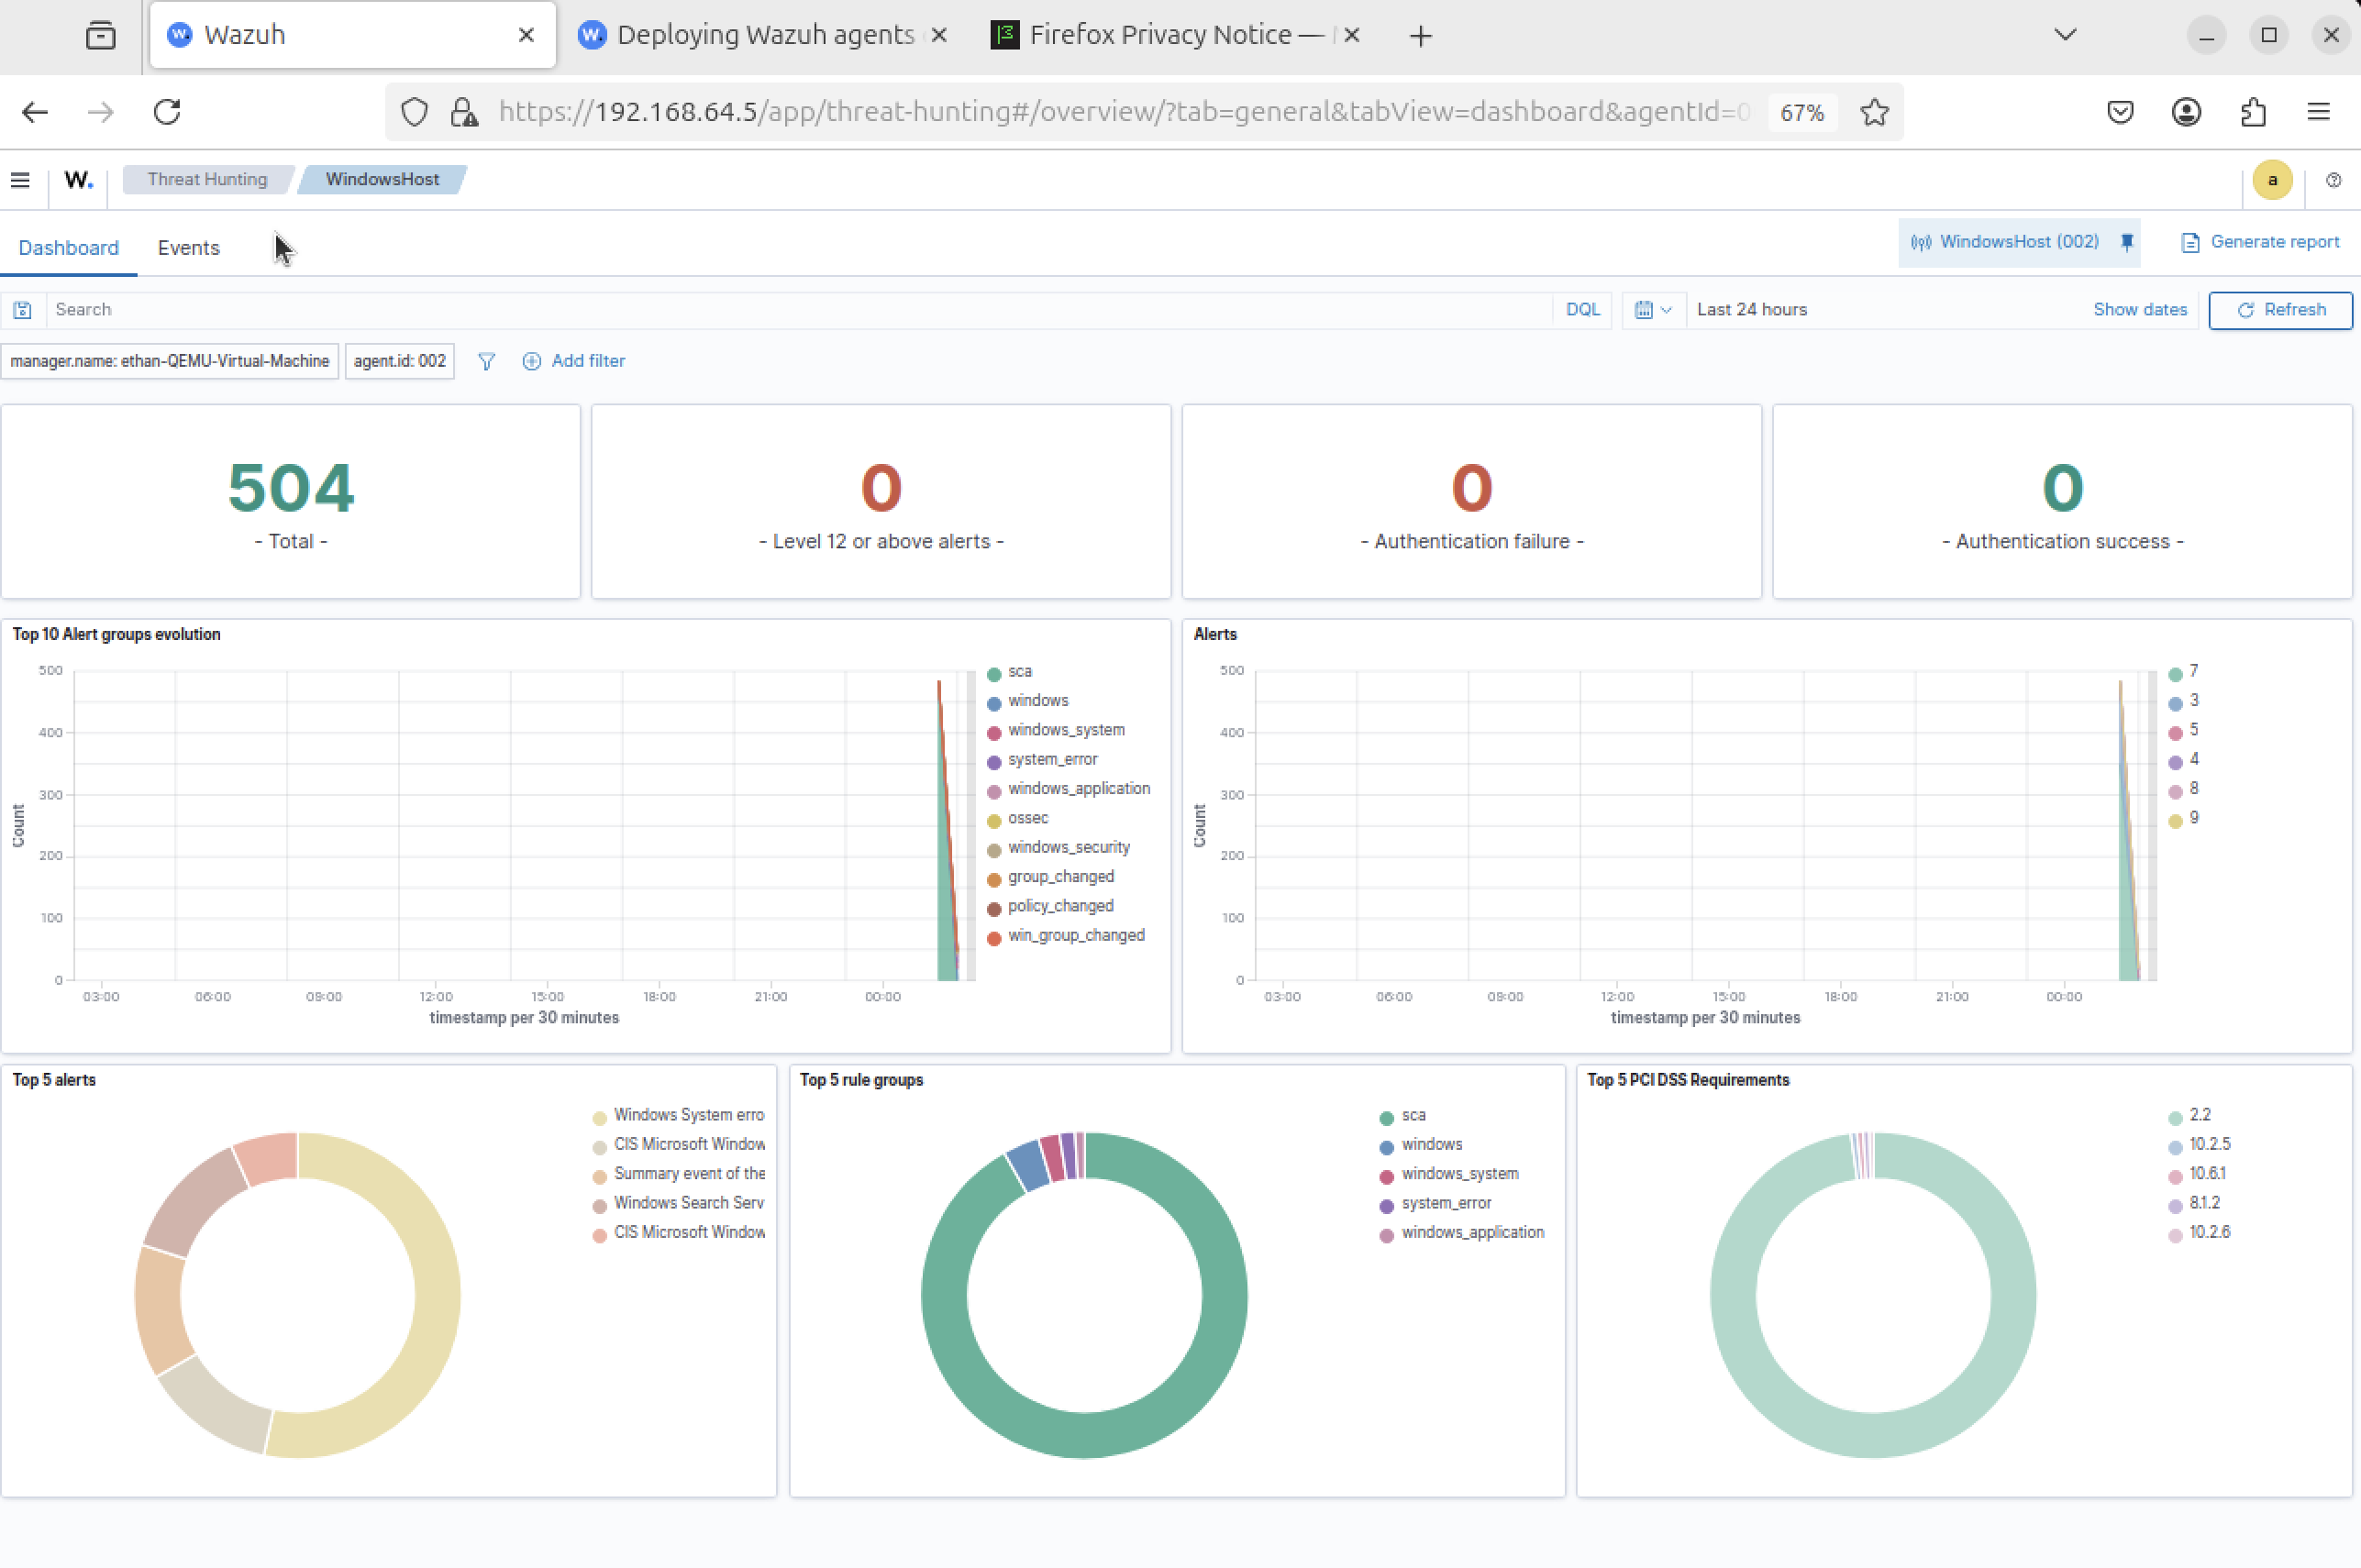 Wazuh
Deploying Wazuh agents
Firefox Privacy Notice —
https://192.168.64.5/app/threat-hunting#/overview/?tab=general&tabView=dashboard&agentId=0
67%
W.
Threat Hunting
WindowsHost
a
Dashboard
Events
WindowsHost (002)
Generate report
Search
DQL
Last 24 hours
Show dates
Refresh
manager.name: ethan-QEMU-Virtual-Machine
agent.id: 002
Add filter
504
- Total -
0
- Level 12 or above alerts -
0
- Authentication failure -
0
- Authentication success -
Top 10 Alert groups evolution
500
400
300
200
100
0
Count
03:00 06:00 09:00 12:00 15:00 18:00 21:00 00:00
timestamp per 30 minutes
sca
windows
windows_system
system_error
windows_application
ossec
windows_security
group_changed
policy_changed
win_group_changed
Alerts
500
400
300
200
100
0
Count
03:00 06:00 09:00 12:00 15:00 18:00 21:00 00:00
timestamp per 30 minutes
7
3
5
4
8
9
Top 5 alerts
Windows System erro
CIS Microsoft Window
Summary event of the
Windows Search Serv
CIS Microsoft Window
Top 5 rule groups
sca
windows
windows_system
system_error
windows_application
Top 5 PCI DSS Requirements
2.2
10.2.5
10.6.1
8.1.2
10.2.6